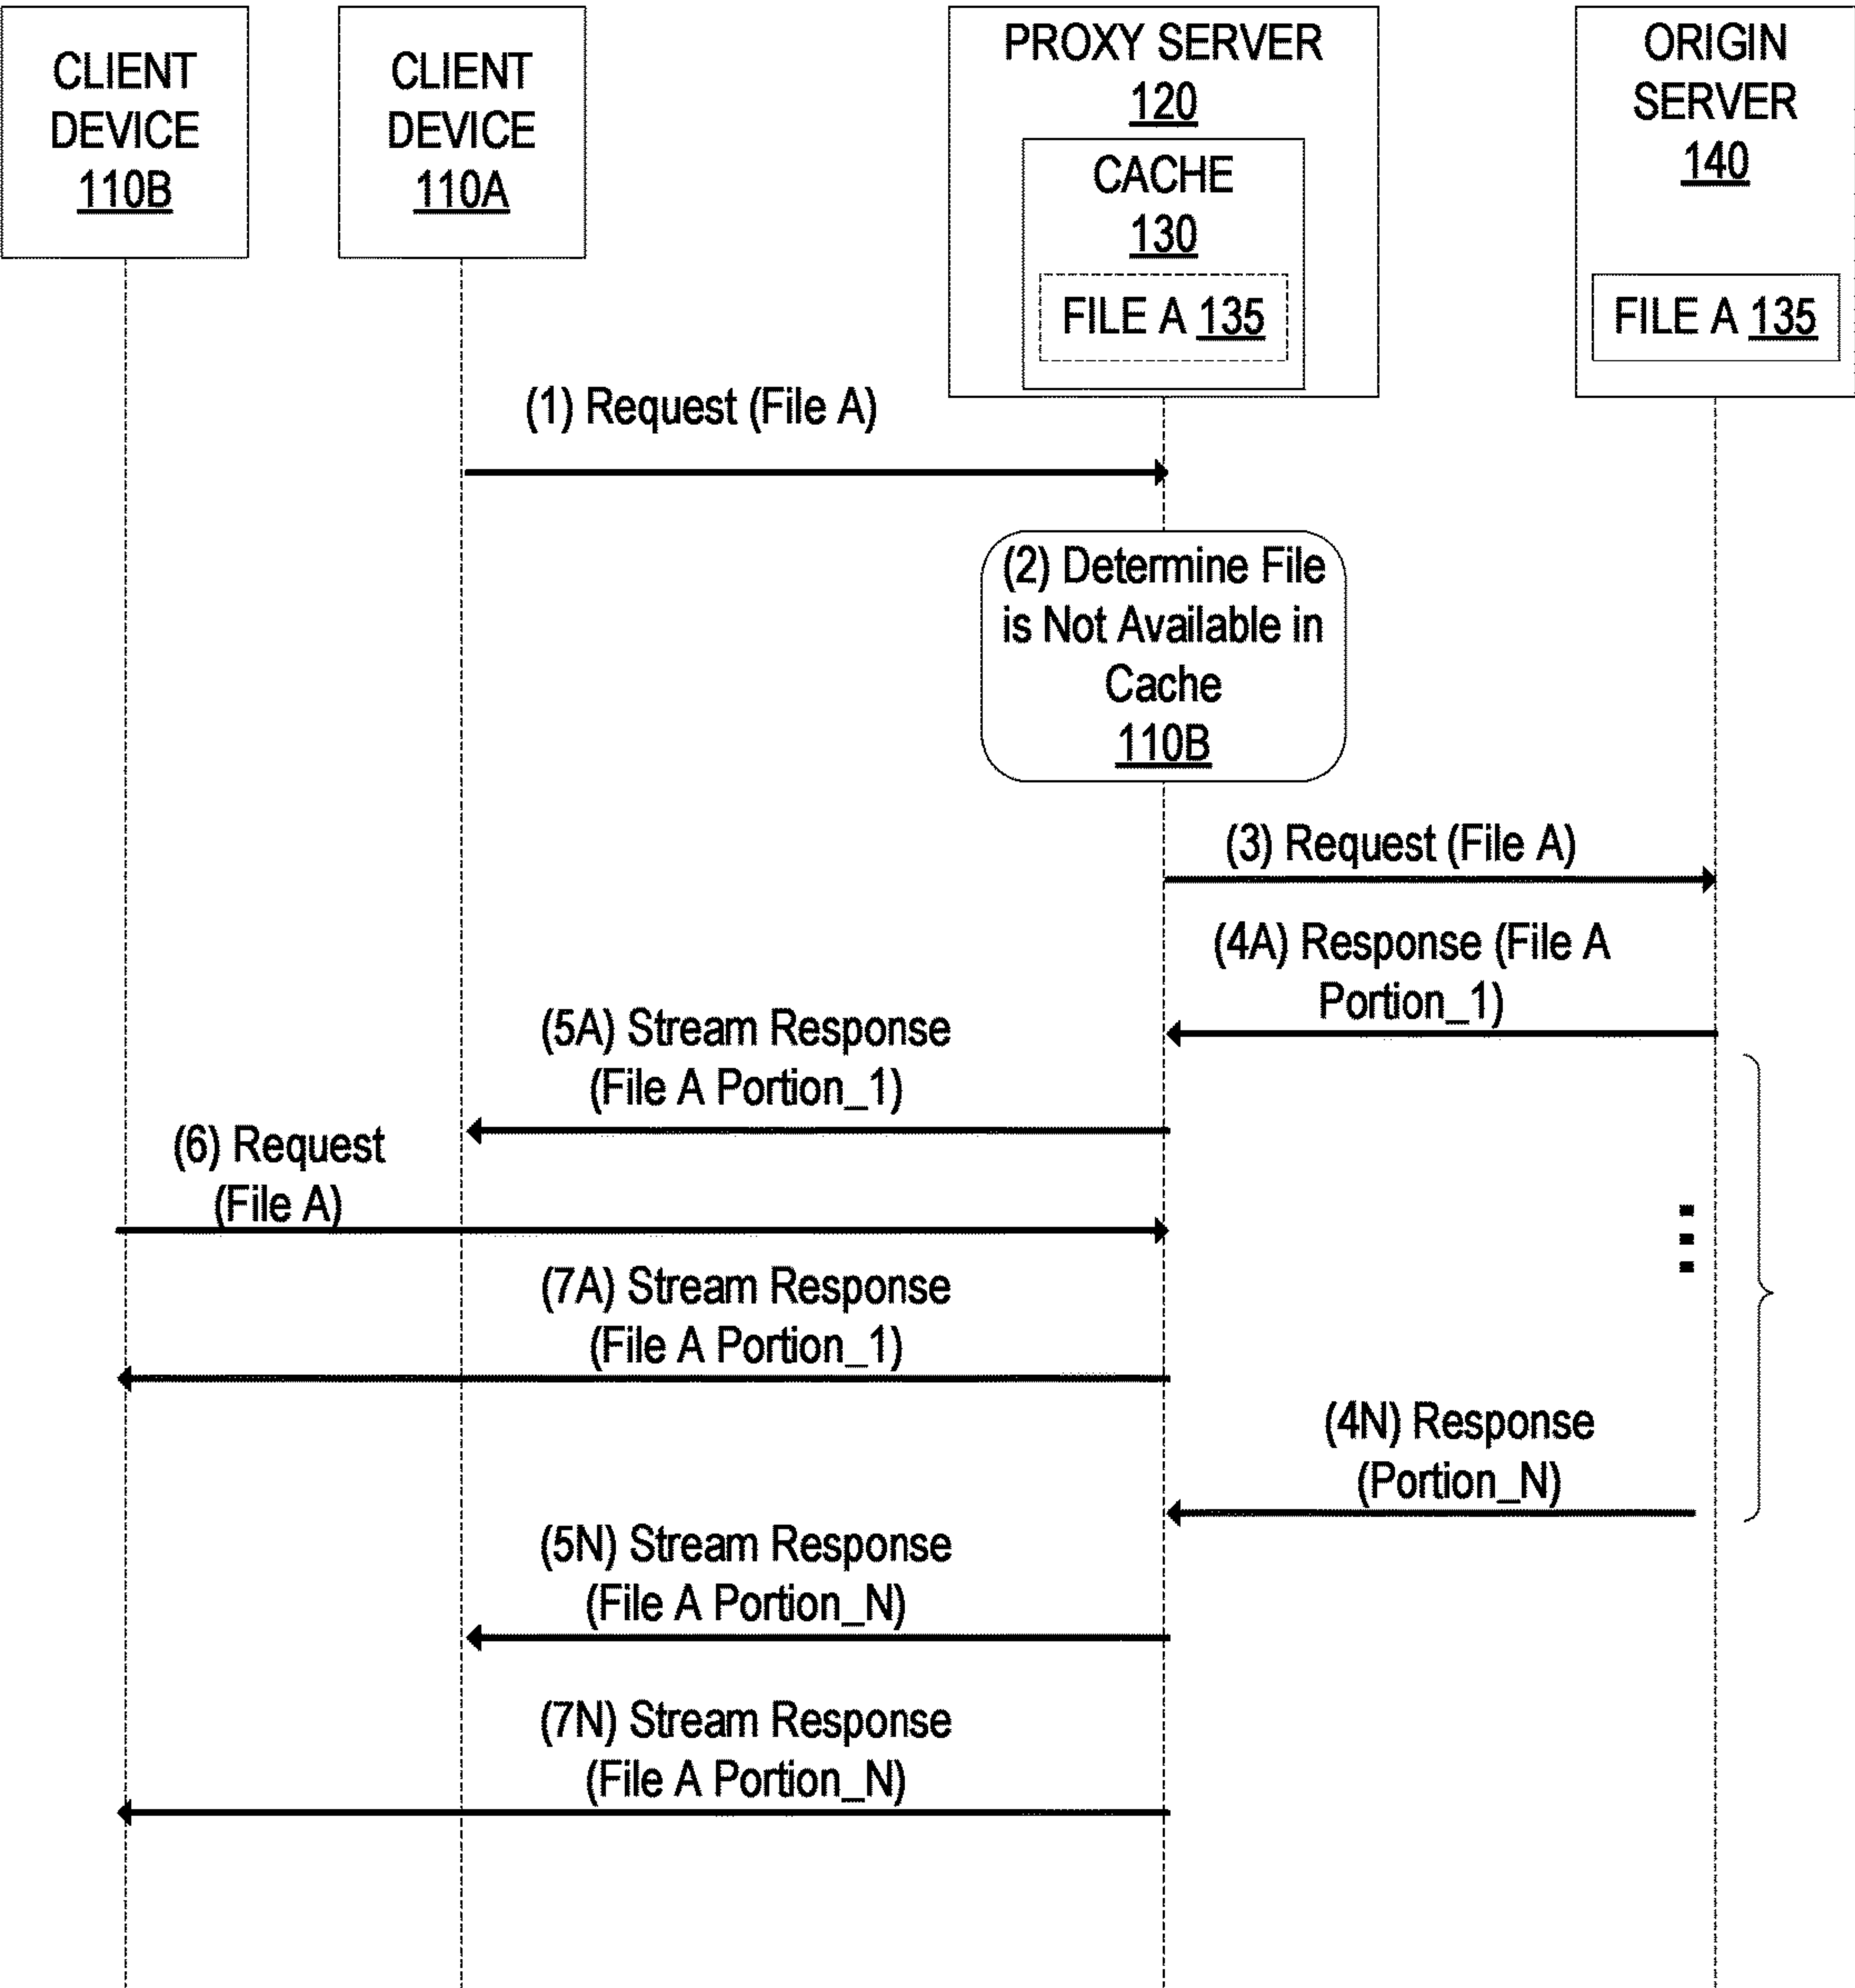 CLIENT
DEVICE
110B
CLIENT
DEVICE
110A
PROXY SERVER
120
CACHE
130
FILE A 135
ORIGIN
SERVER
140
FILE A 135
(1) Request (File A)
(2) Determine File
is Not Available in
Cache
110B
(3) Request (File A)
(4A) Response (File A
Portion_1)
(5A) Stream Response
(File A Portion_1)
(6) Request
(File A)
(7A) Stream Response
(File A Portion_1)
(4N) Response
(Portion_N)
(5N) Stream Response
(File A Portion_N)
(7N) Stream Response
(File A Portion_N)